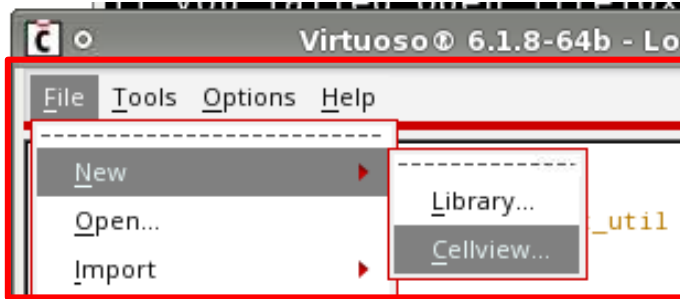 Virtuoso® 6.1.8-64b - Lo
File Tools Options Help
New
Library...
Open...
_util
Cellview...
Import